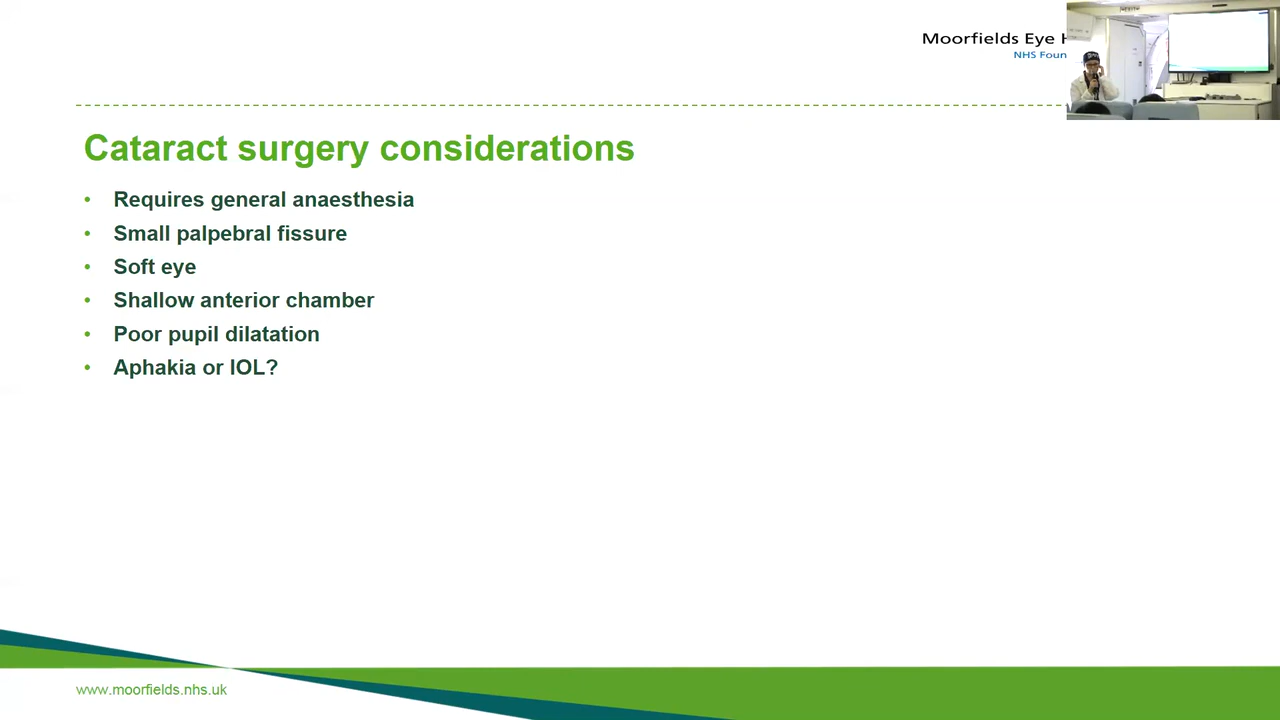 Moorfields Eye
NHS Foun
Cataract surgery considerations
• Requires general anaesthesia
• Small palpebral fissure
• Soft eye
• Shallow anterior chamber
• Poor pupil dilatation
• Aphakia or IOL?
www.moorfields.nhs.uk